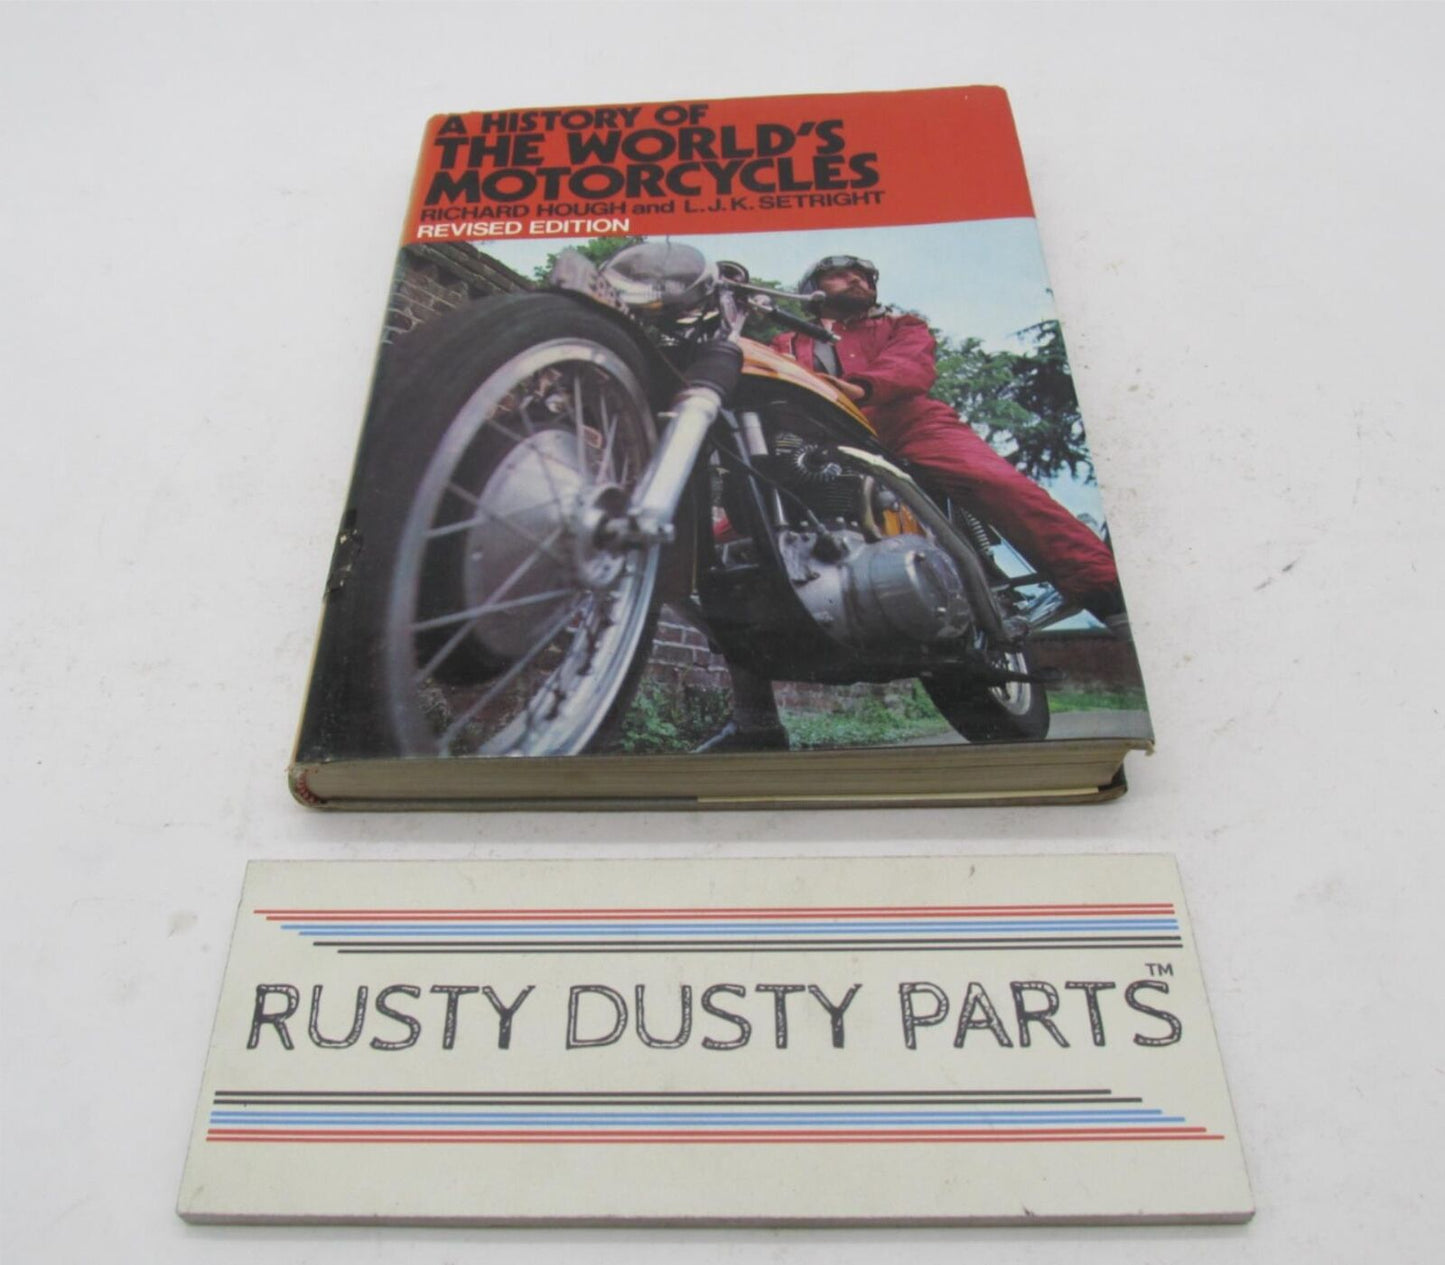 A HISTORY OF
THE WORLD'S
MOTORCYCLES
RICHARD HOUGH and L.J.K. SETRIGHT
REVISED EDITION
RUSTY DUSTY PARTS™